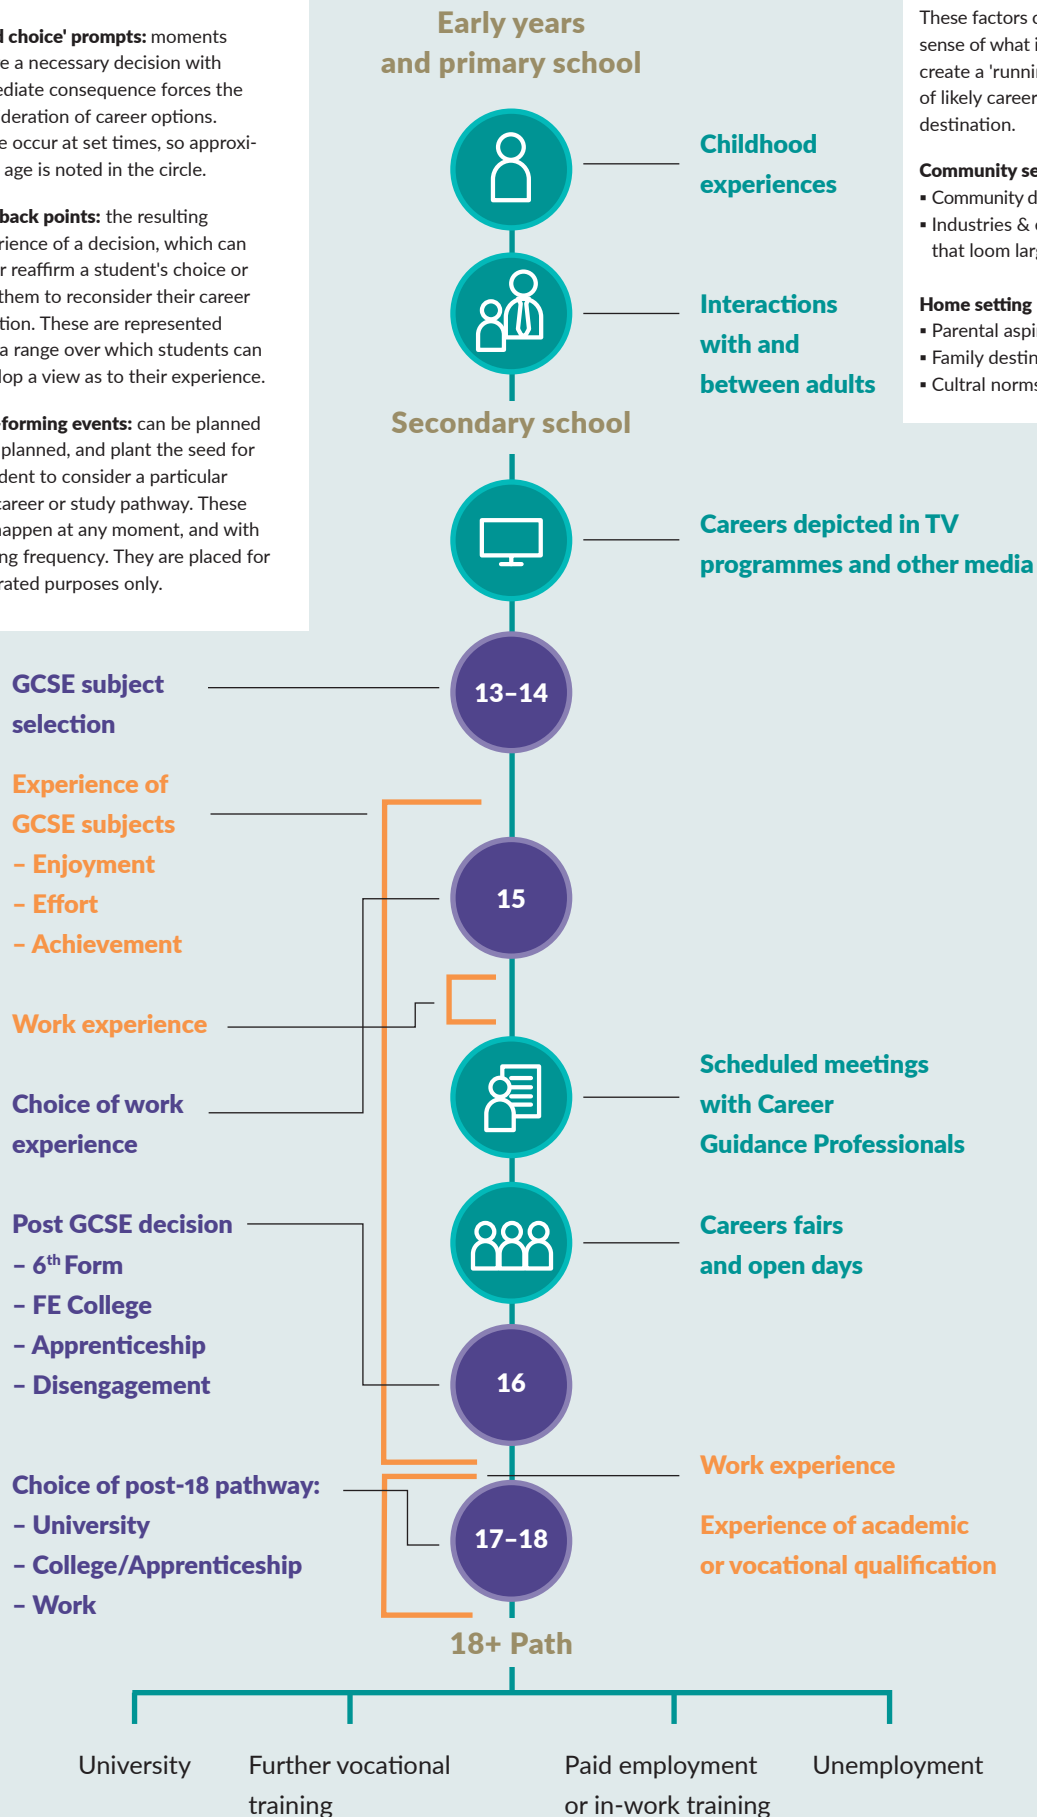 d choice' prompts: moments
e a necessary decision with
ediate consequence forces the
deration of career options.
e occur at set times, so approxi-
age is noted in the circle.
back points: the resulting
rience of a decision, which can
r reaffirm a student's choice or
them to reconsider their career
tion. These are represented
a range over which students can
lop a view as to their experience.
-forming events: can be planned
planned, and plant the seed for
dent to consider a particular
career or study pathway. These
happen at any moment, and with
ng frequency. They are placed for
rated purposes only.
Early years
and primary school
These factors c
sense of what i
create a 'runnin
of likely career
destination.
Community se
▪ Community d
▪ Industries & 
that loom larg
Home setting
▪ Parental aspi
▪ Family destin
▪ Cultral norms
Childhood
experiences
Interactions
with and
between adults
Secondary school
Careers depicted in TV
programmes and other media
GCSE subject
selection
13–14
Experience of
GCSE subjects
– Enjoyment
– Effort
– Achievement
15
Work experience
Choice of work
experience
Scheduled meetings
with Career
Guidance Professionals
Post GCSE decision
– 6th Form
– FE College
– Apprenticeship
– Disengagement
Careers fairs
and open days
16
Choice of post-18 pathway:
– University
– College/Apprenticeship
– Work
17–18
Work experience
Experience of academic
or vocational qualification
18+ Path
University
Further vocational
training
Paid employment
or in-work training
Unemployment